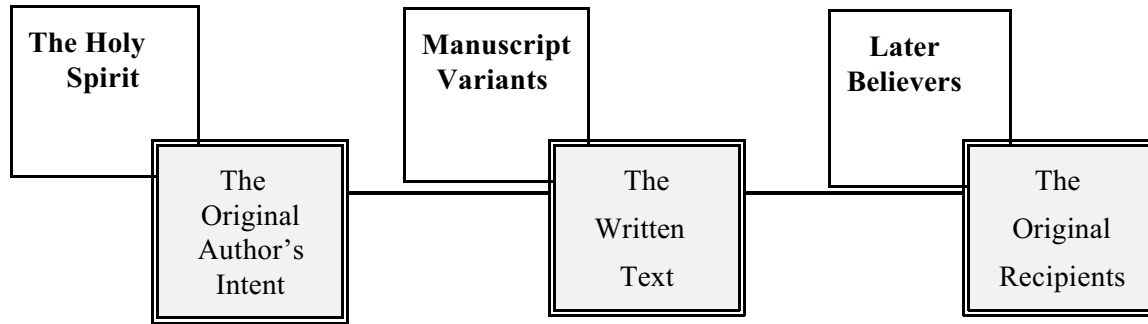 The Holy
Spirit
Manuscript
Variants
Later
Believers
The
Original
Author’s
Intent
The
Written
Text
The
Original
Recipients